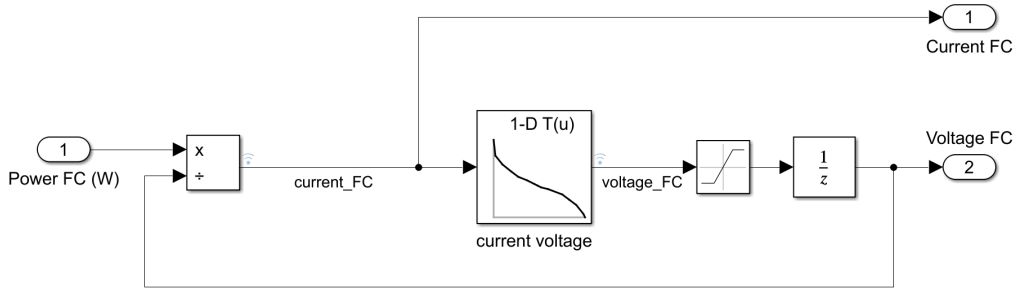 1
Current FC
1-D T(u)
Voltage FC
1
x
÷
1
z
2
Power FC (W)
current_FC
voltage_FC
current voltage